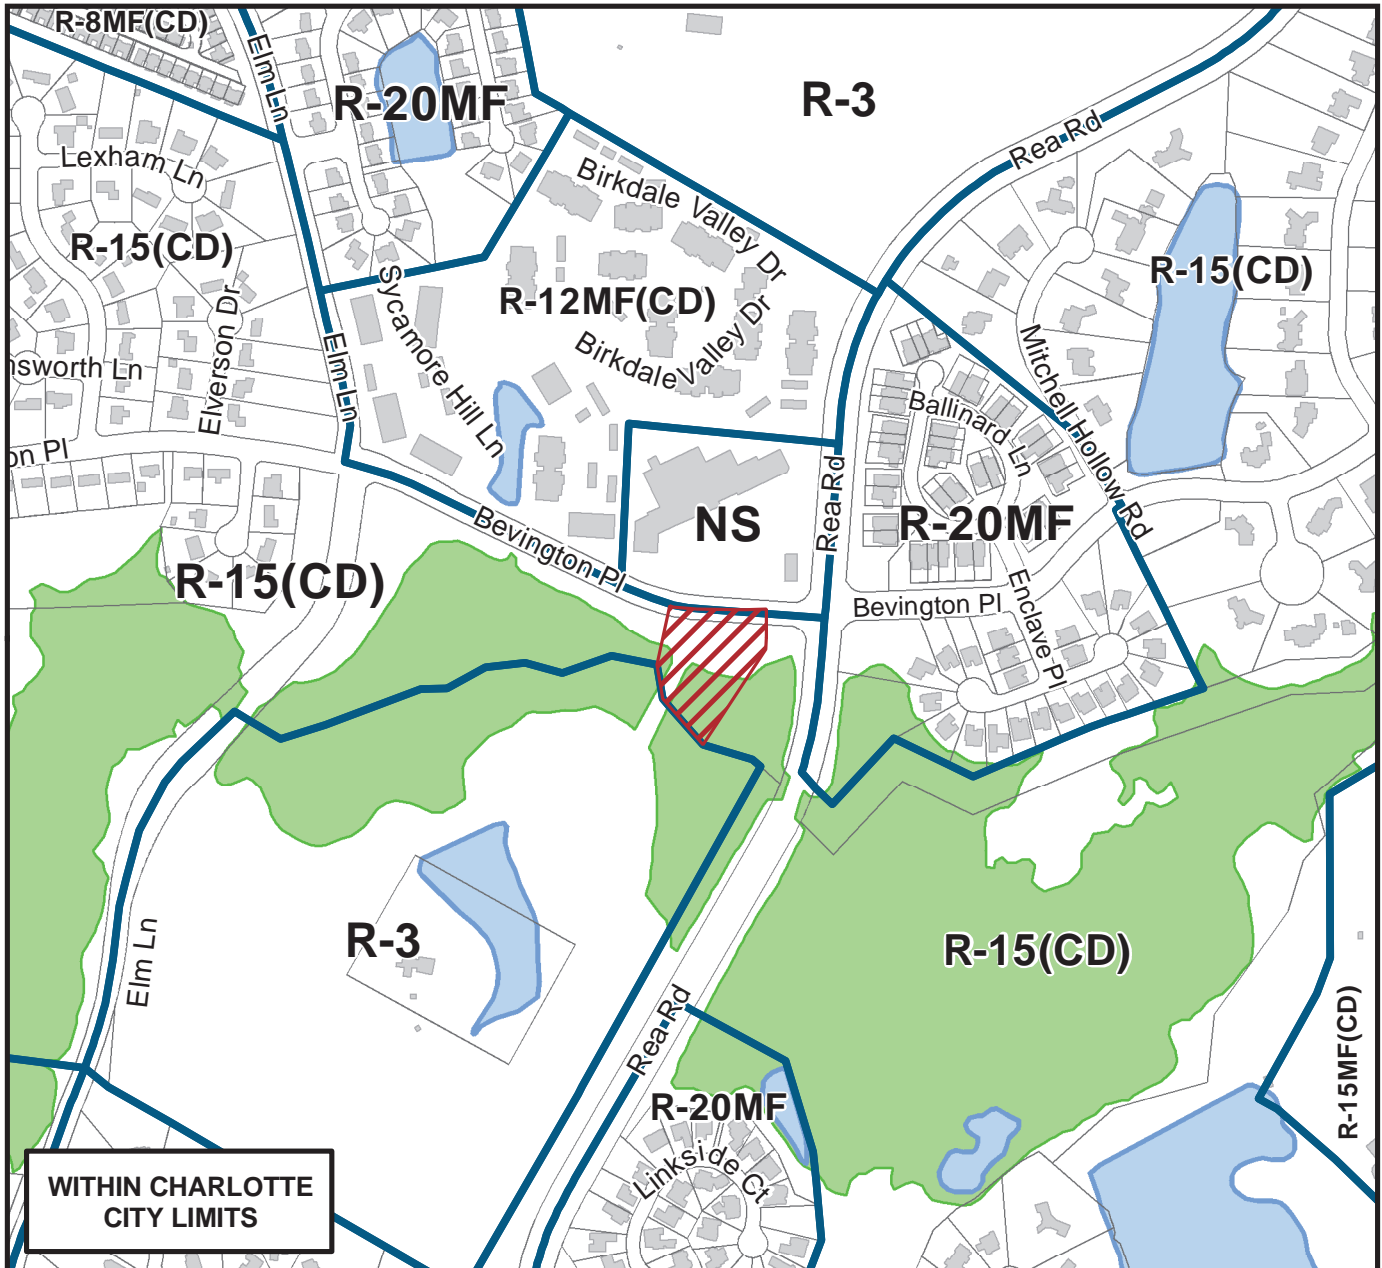 R-8MF(CD)
Elm Ln
R-20MF
R-3
Rea Rd
Lexham Ln
Birkdale Valley Dr
R-15(CD)
R-15(CD)
Elverson Dr
Sycamore Hill Ln
R-12MF(CD)
Birkdale Valley Dr
Elm Ln
nsworth Ln
Mitchell Hollow Rd
Ballinard Ln
on Pl
Rea Rd
NS
R-20MF
Bevington Pl
R-15(CD)
Bevington Pl
Enclave Pl
R-3
R-15(CD)
Elm Ln
Rea Rd
R-15MF(CD)
R-20MF
Linkside Ct
WITHIN CHARLOTTE
CITY LIMITS